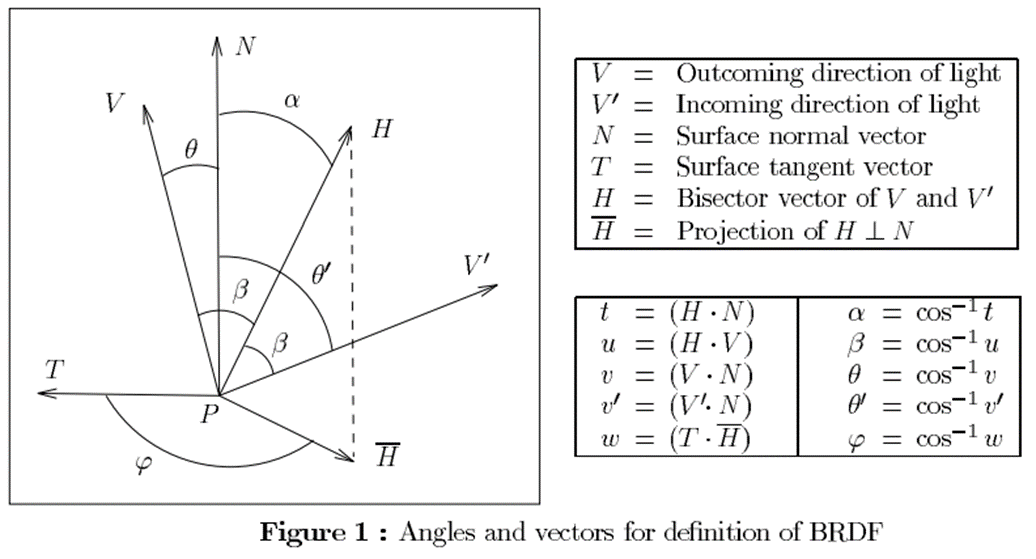 N
α
V
H
θ
V′
θ′
β
β
T
P
H̅
φ
V = Outcoming direction of light
V′ = Incoming direction of light
N = Surface normal vector
T = Surface tangent vector
H = Bisector vector of V and V′
H̅ = Projection of H ⊥ N
t = (H · N) α = cos⁻¹ t
u = (H · V) β = cos⁻¹ u
v = (V · N) θ = cos⁻¹ v
v′ = (V′· N) θ′ = cos⁻¹ v′
w = (T · H̅) φ = cos⁻¹ w
Figure 1 : Angles and vectors for definition of BRDF